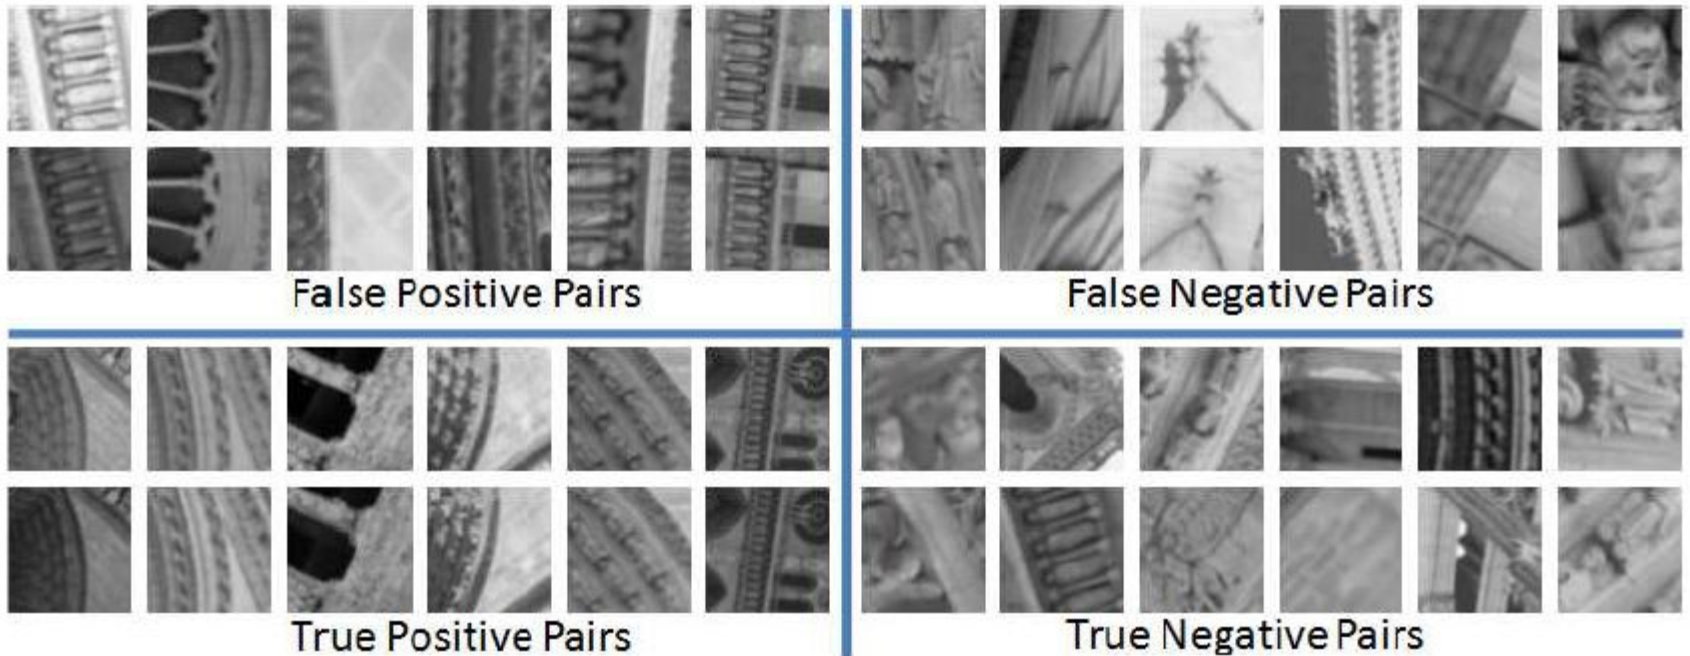 False Positive Pairs
False Negative Pairs
True Positive Pairs
True Negative Pairs